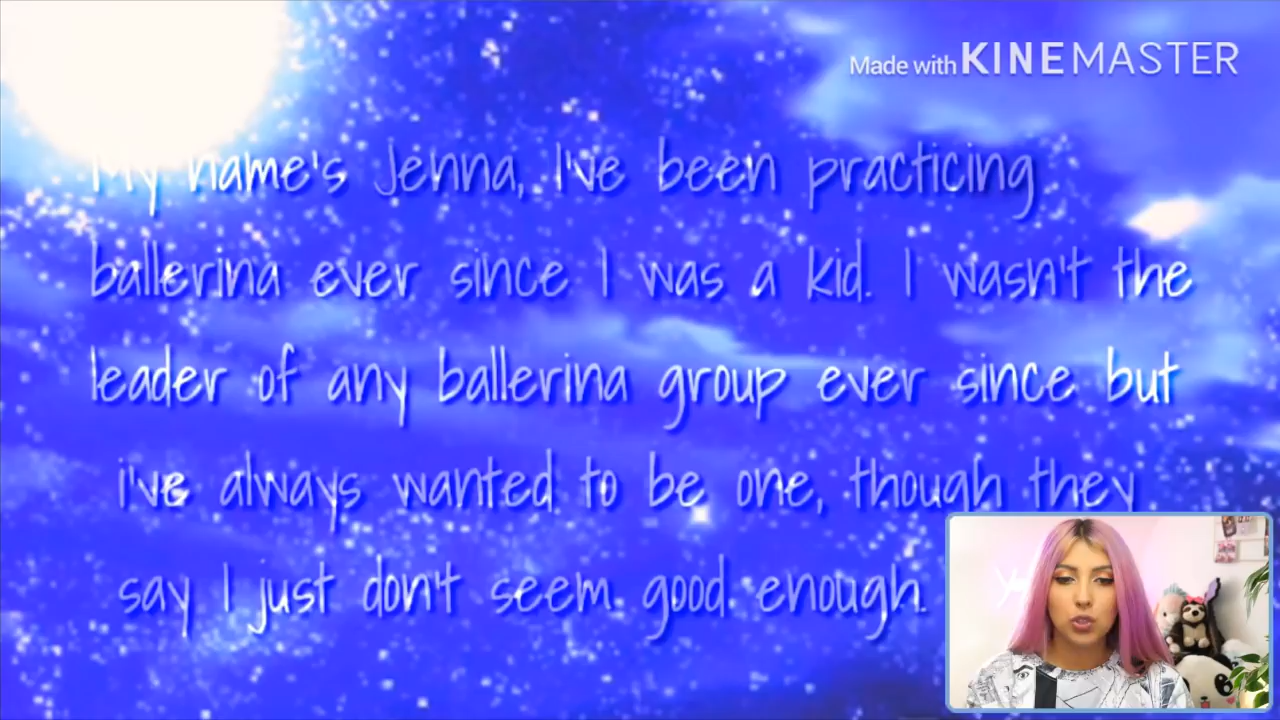 Made with KINEMASTER
My name's Jenna, I've been practicing
ballerina ever since I was a kid. I wasn't the
leader of any ballerina group ever since but
i've always wanted to be one, though they
say I just don't seem good enough.